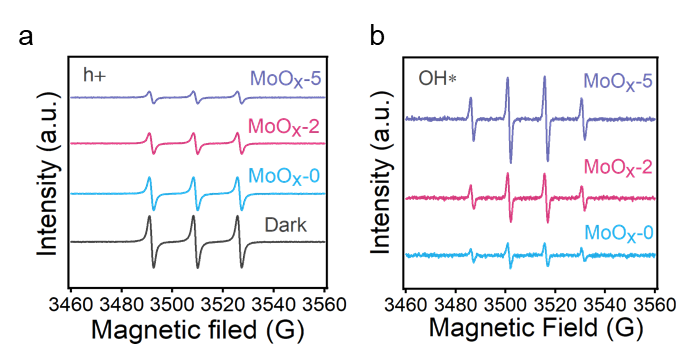 a
h+
MoOx-5
MoOx-2
MoOx-0
Dark
Intensity (a.u.)
3460 3480 3500 3520 3540 3560
Magnetic filed (G)
b
OH*
MoOx-5
MoOx-2
MoOx-0
Intensity (a.u.)
3460 3480 3500 3520 3540 3560
Magnetic Field (G)